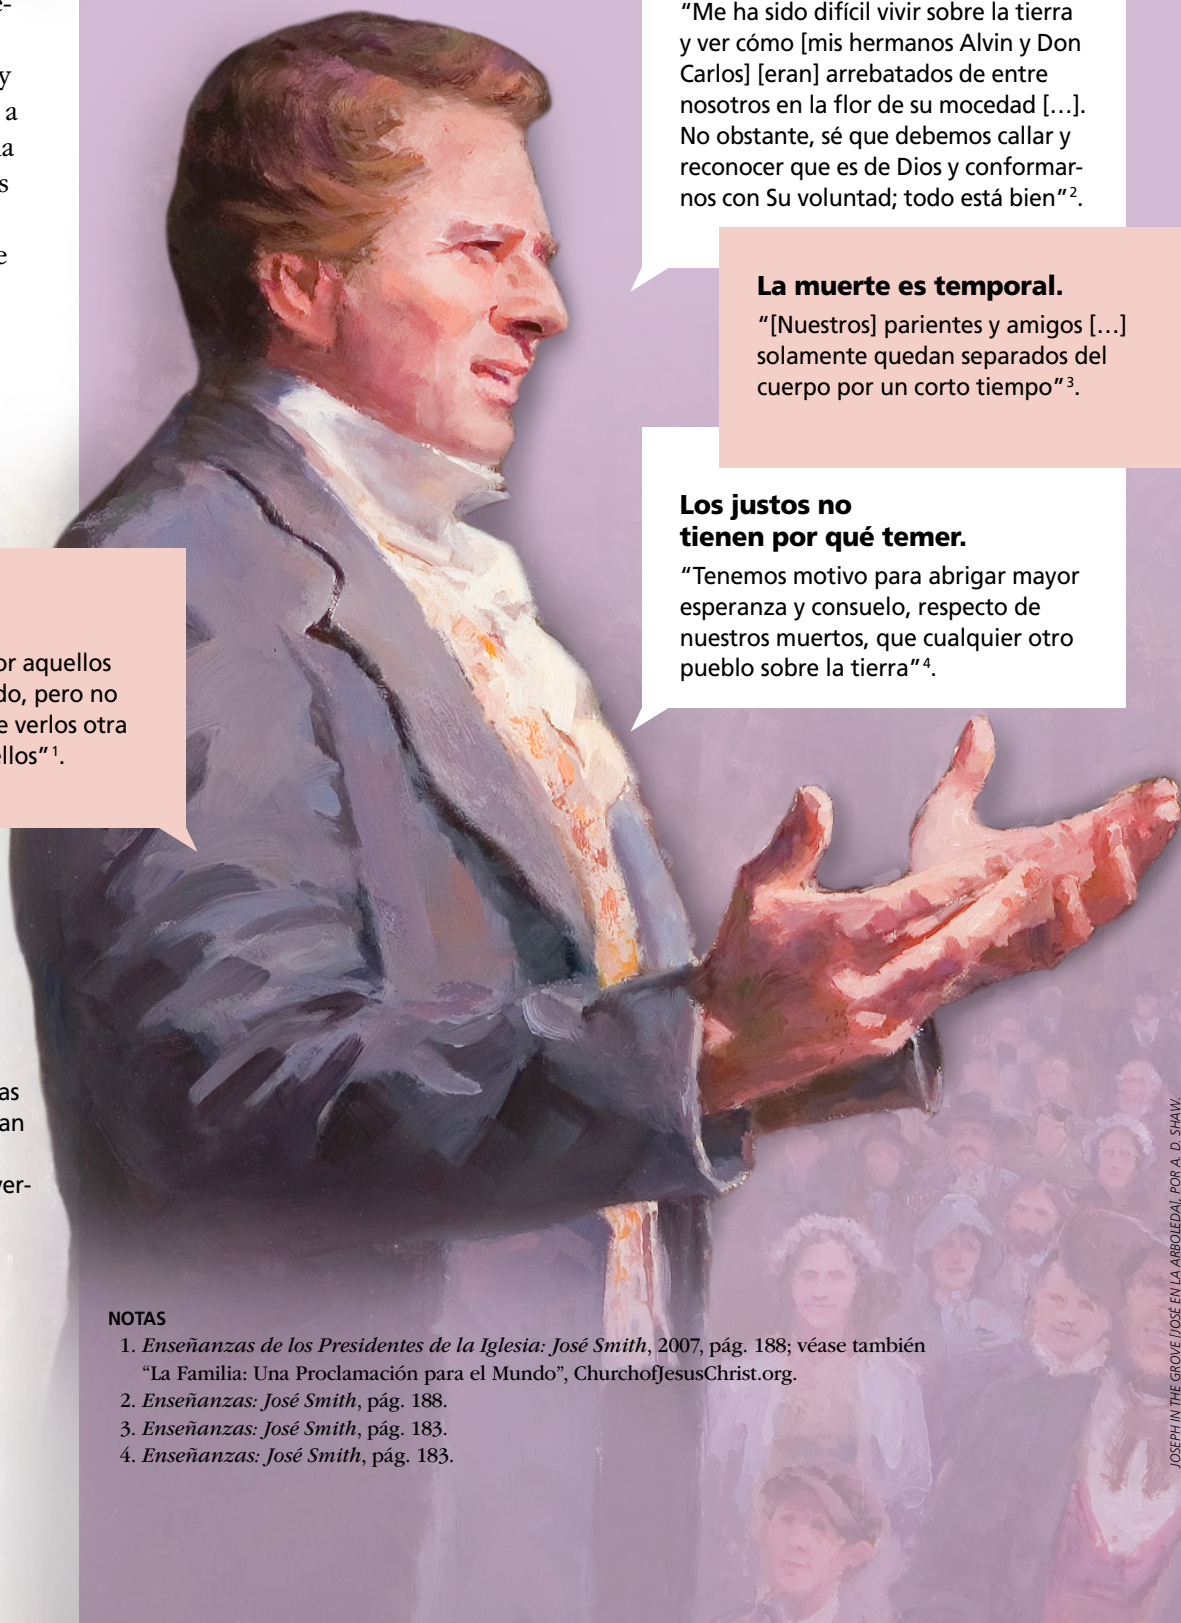 y
a
“Me ha sido difícil vivir sobre la tierra
y ver cómo [mis hermanos Alvin y Don
Carlos] [eran] arrebatados de entre
nosotros en la flor de su mocedad […].
No obstante, sé que debemos callar y
reconocer que es de Dios y conformar-
nos con Su voluntad; todo está bien”2.
La muerte es temporal.
“[Nuestros] parientes y amigos […]
solamente quedan separados del
cuerpo por un corto tiempo”3.
Los justos no
tienen por qué temer.
“Tenemos motivo para abrigar mayor
esperanza y consuelo, respecto de
nuestros muertos, que cualquier otro
pueblo sobre la tierra”4.
aquellos
pero no
verlos otra
NOTAS
1. Enseñanzas de los Presidentes de la Iglesia: José Smith, 2007, pág. 188; véase también
“La Familia: Una Proclamación para el Mundo”, ChurchofJesusChrist.org.
2. Enseñanzas: José Smith, pág. 188.
3. Enseñanzas: José Smith, pág. 183.
4. Enseñanzas: José Smith, pág. 183.
JOSEPH IN THE GROVE [JOSÉ EN LA ARBOLEDA], POR A. D. SHAW.